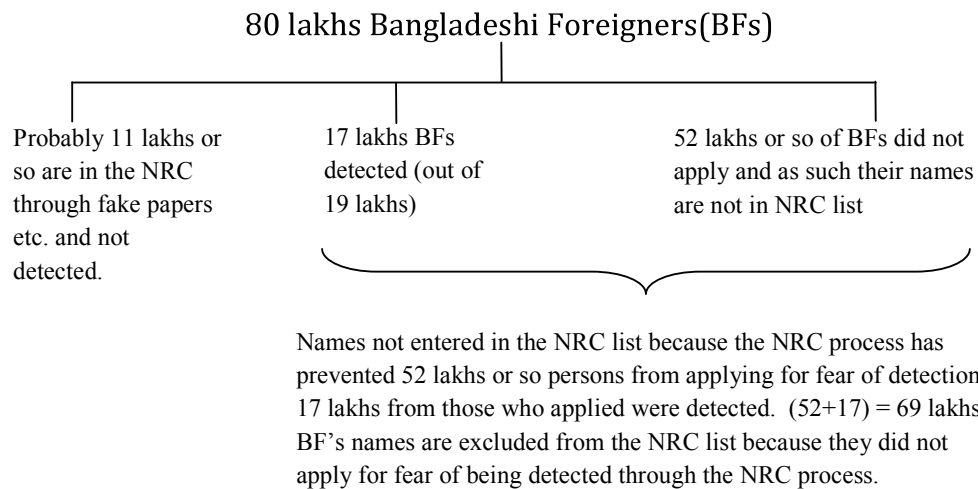 80 lakhs Bangladeshi Foreigners(BFs)
Probably 11 lakhs or
so are in the NRC
through fake papers
etc. and not
detected.
17 lakhs BFs
detected (out of
19 lakhs)
52 lakhs or so of BFs did not
apply and as such their names
are not in NRC list
Names not entered in the NRC list because the NRC process has
prevented 52 lakhs or so persons from applying for fear of detection
17 lakhs from those who applied were detected. (52+17) = 69 lakhs
BF's names are excluded from the NRC list because they did not
apply for fear of being detected through the NRC process.